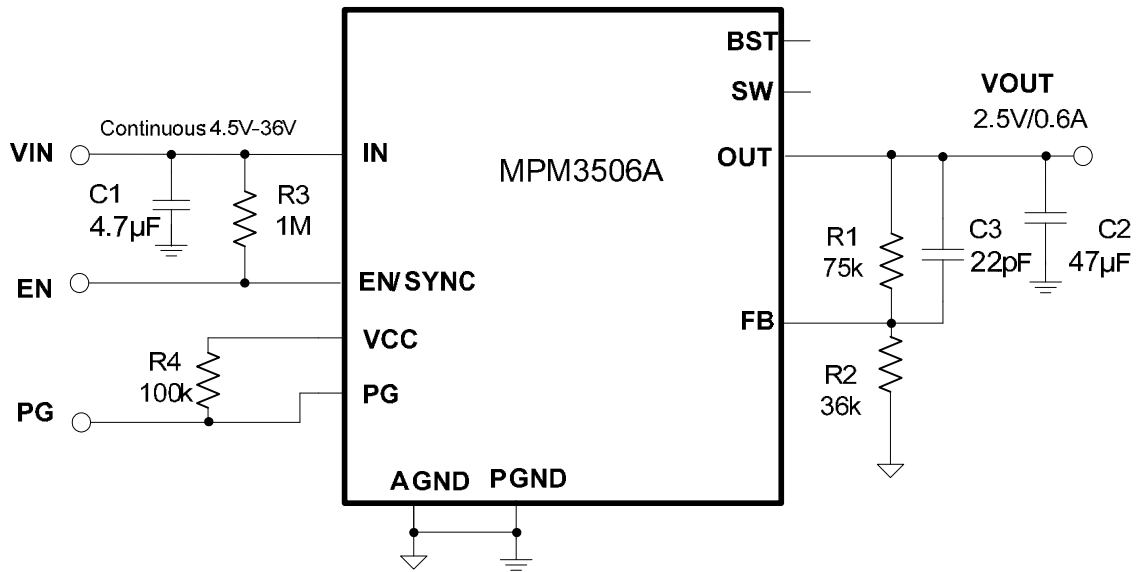 BST
SW
VOUT
2.5V/0.6A
Continuous 4.5V-36V
VIN
IN
MPM3506A
OUT
C1
4.7µF
R3
1M
R1
75k
C3
22pF
C2
47µF
EN
EN/SYNC
FB
VCC
R4
100k
PG
PG
R2
36k
AGND
PGND